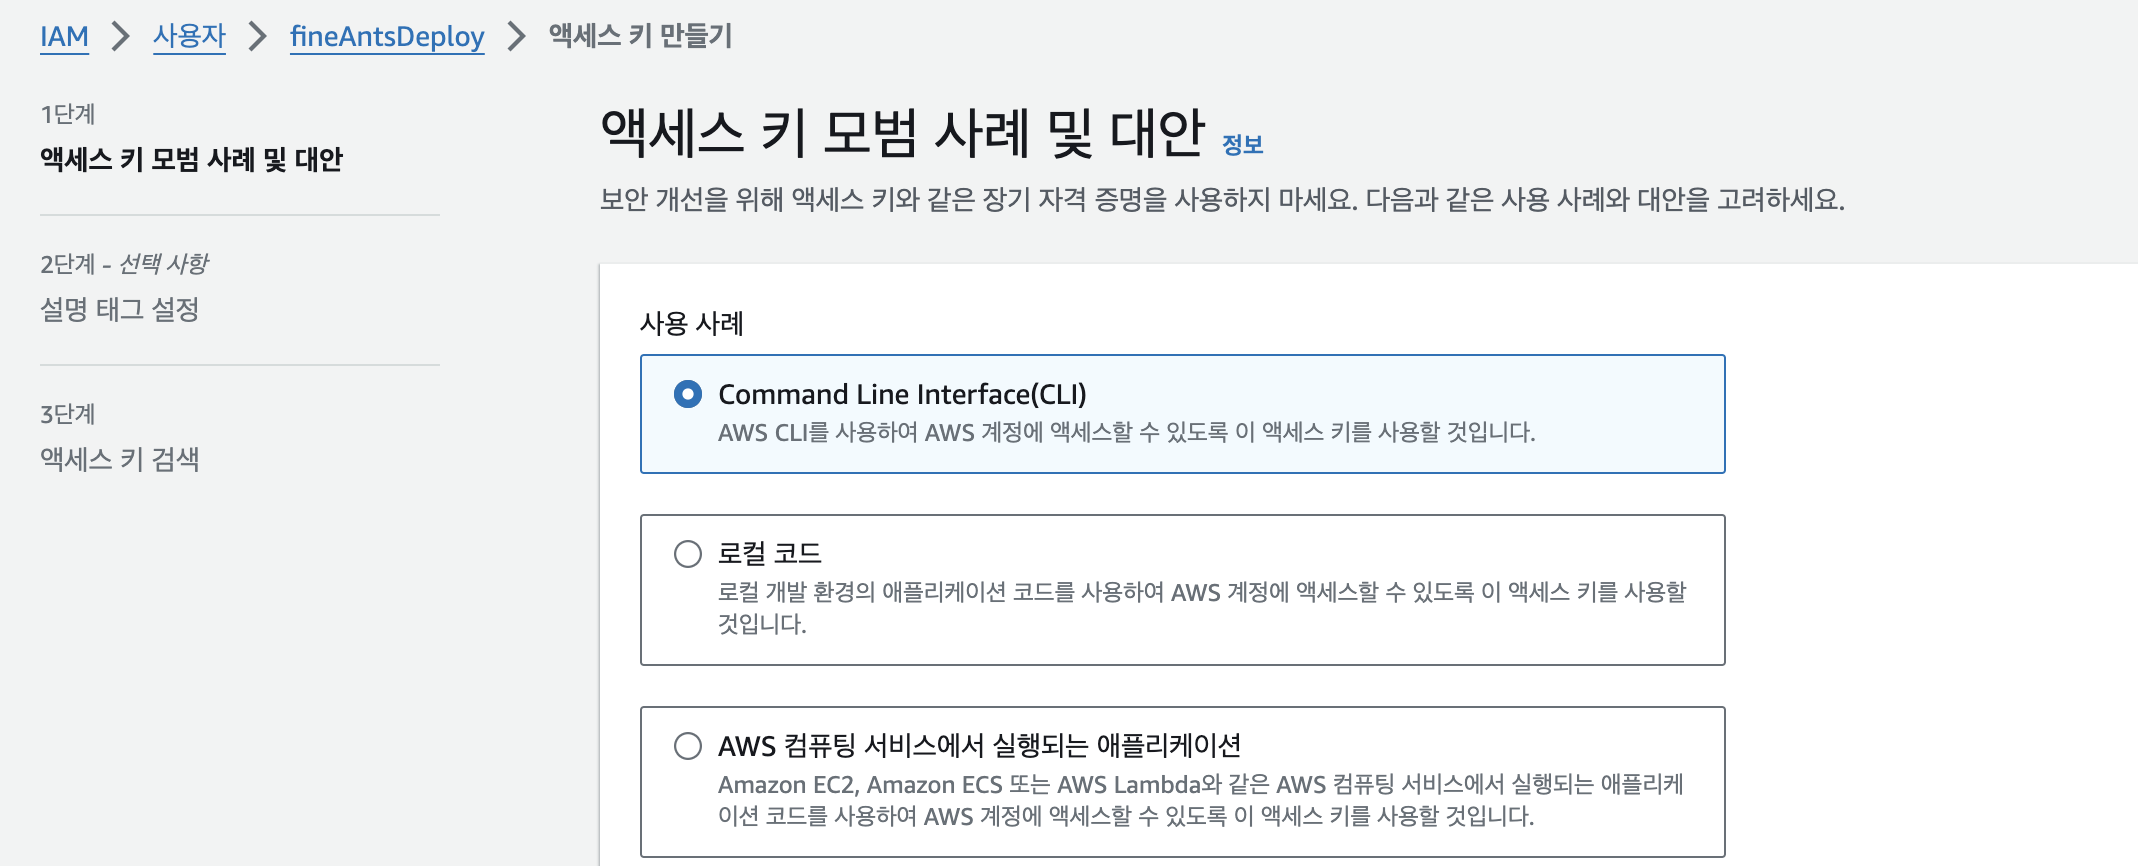 IAM > 사용자 > fineAntsDeploy > 액세스 키 만들기
1단계
액세스 키 모범 사례 및 대안
2단계 - 선택 사항
설명 태그 설정
3단계
액세스 키 검색
액세스 키 모범 사례 및 대안 정보
보안 개선을 위해 액세스 키와 같은 장기 자격 증명을 사용하지 마세요. 다음과 같은 사용 사례와 대안을 고려하세요.
사용 사례
Command Line Interface(CLI)
AWS CLI를 사용하여 AWS 계정에 액세스할 수 있도록 이 액세스 키를 사용할 것입니다.
로컬 코드
로컬 개발 환경의 애플리케이션 코드를 사용하여 AWS 계정에 액세스할 수 있도록 이 액세스 키를 사용할
것입니다.
AWS 컴퓨팅 서비스에서 실행되는 애플리케이션
Amazon EC2, Amazon ECS 또는 AWS Lambda와 같은 AWS 컴퓨팅 서비스에서 실행되는 애플리케
이션 코드를 사용하여 AWS 계정에 액세스할 수 있도록 이 액세스 키를 사용할 것입니다.